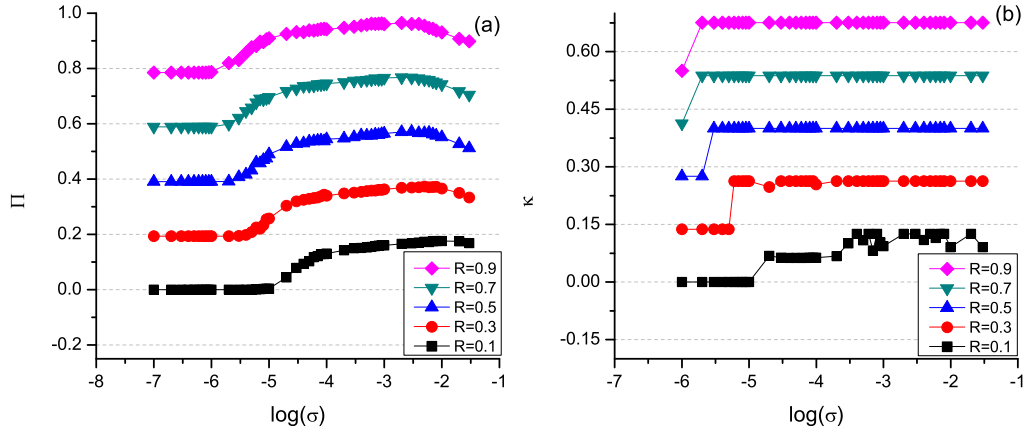 (a)
1.0
0.8
0.6
0.4
0.2
0.0
-0.2
Π
-8 -7 -6 -5 -4 -3 -2 -1
log(σ)
R=0.9
R=0.7
R=0.5
R=0.3
R=0.1
(b)
0.60
0.45
0.30
0.15
0.00
-0.15
κ
-7 -6 -5 -4 -3 -2 -1
log(σ)
R=0.9
R=0.7
R=0.5
R=0.3
R=0.1